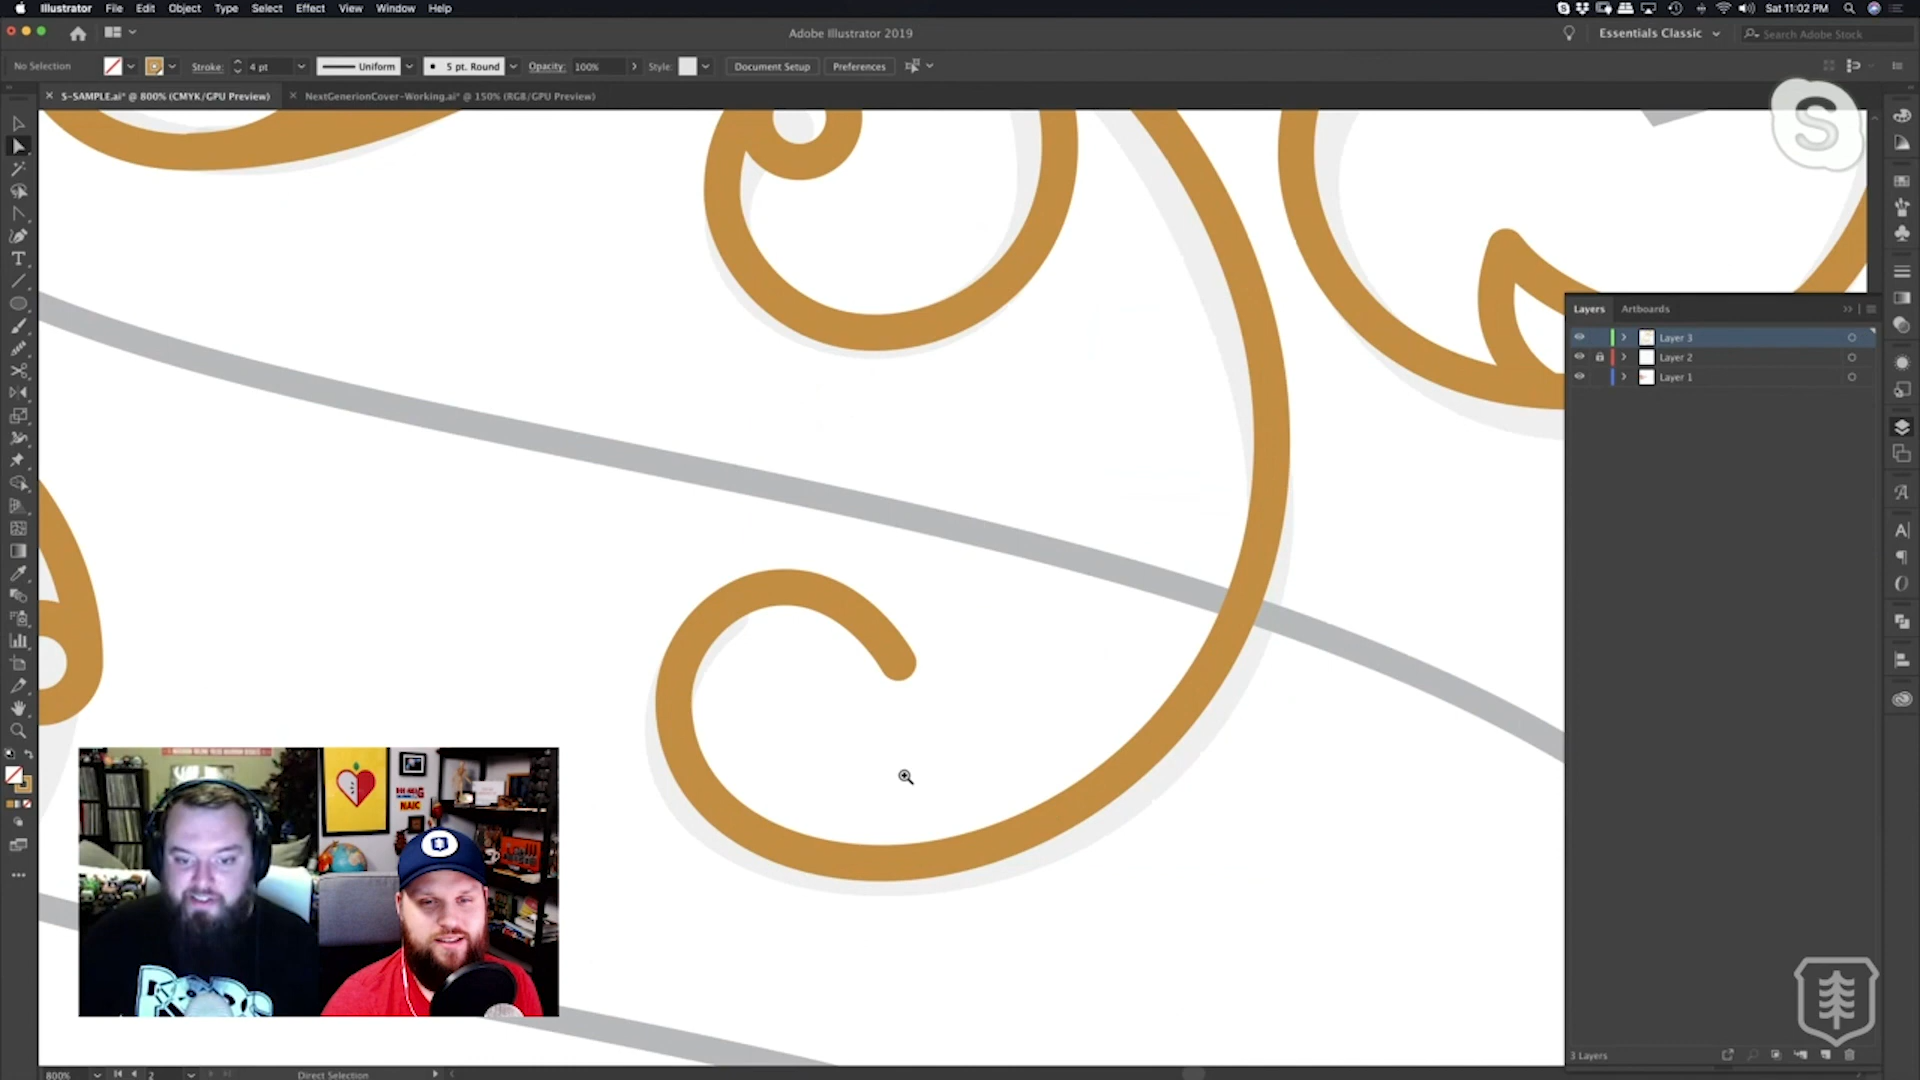 Illustrator File Edit Object Type Select Effect View Window Help
Sat 11:02 PM
Adobe Illustrator 2019
Essentials Classic
Search Adobe Stock
No Selection
Stroke: 4 pt
Uniform
5 pt. Round
Opacity: 100%
Style:
Document Setup
Preferences
S-SAMPLE.ai* @ 800% (CMYK/GPU Preview)
NextGenerionCover-Working.ai* @ 150% (RGB/GPU Preview)
S
Layers Artboards
Layer 3
Layer 2
Layer 1
NAIC
3 Layers
800%
2
Direct Selection